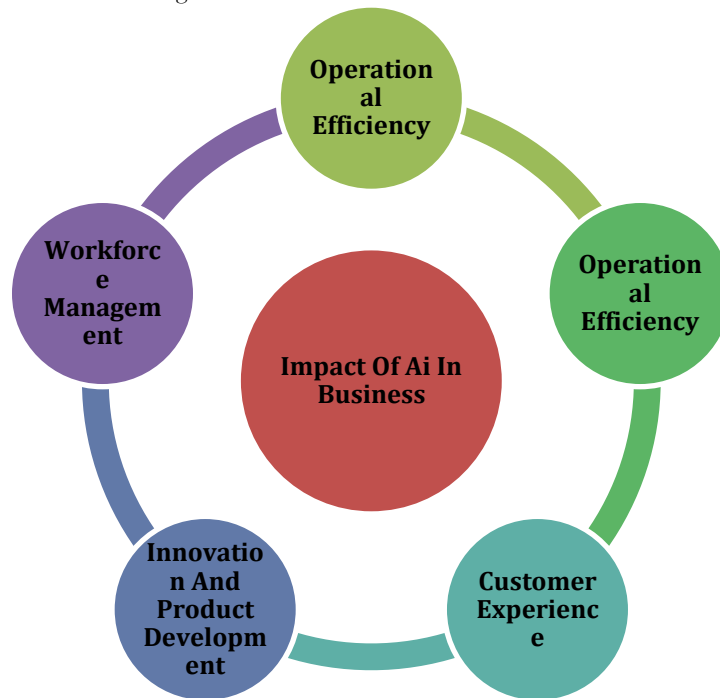 Operation
al
Efficiency
Operation
al
Efficiency
Customer
Experienc
e
Innovatio
n And
Product
Developm
ent
Workforc
e
Managem
ent
Impact Of Ai In
Business